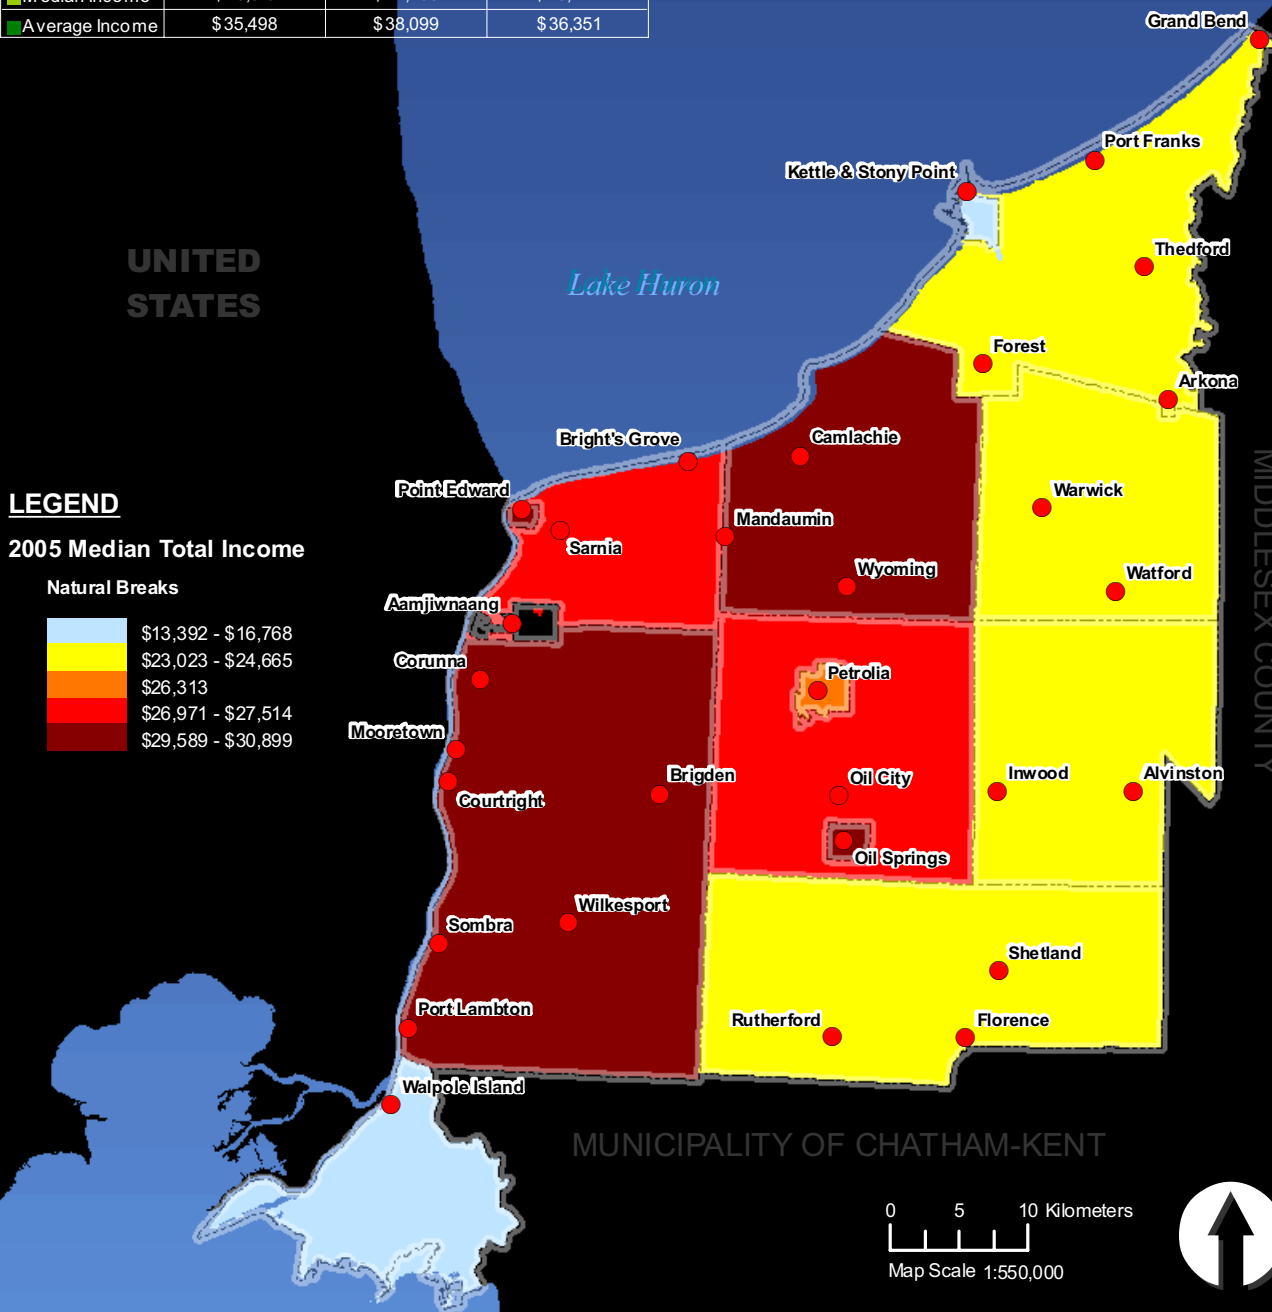 Average Income $35,498 $38,099 $36,351
Grand Bend
Port Franks
Kettle & Stony Point
Thedford
UNITED
STATES
Lake Huron
Forest
Arkona
Bright's Grove
Camlachie
Point Edward
Warwick
MIDDLESEX COUNTY
LEGEND
Mandaumin
Sarnia
2005 Median Total Income
Wyoming
Watford
Natural Breaks
Aamjiwnaang
$13,392 - $16,768
$23,023 - $24,665
Corunna
Petrolia
$26,313
$26,971 - $27,514
Mooretown
$29,589 - $30,899
Brigden
Oil City
Inwood
Alvinston
Courtright
Oil Springs
Wilkesport
Sombra
Shetland
Port Lambton
Rutherford
Florence
Walpole Island
MUNICIPALITY OF CHATHAM-KENT
0 5 10 Kilometers
Map Scale 1:550,000